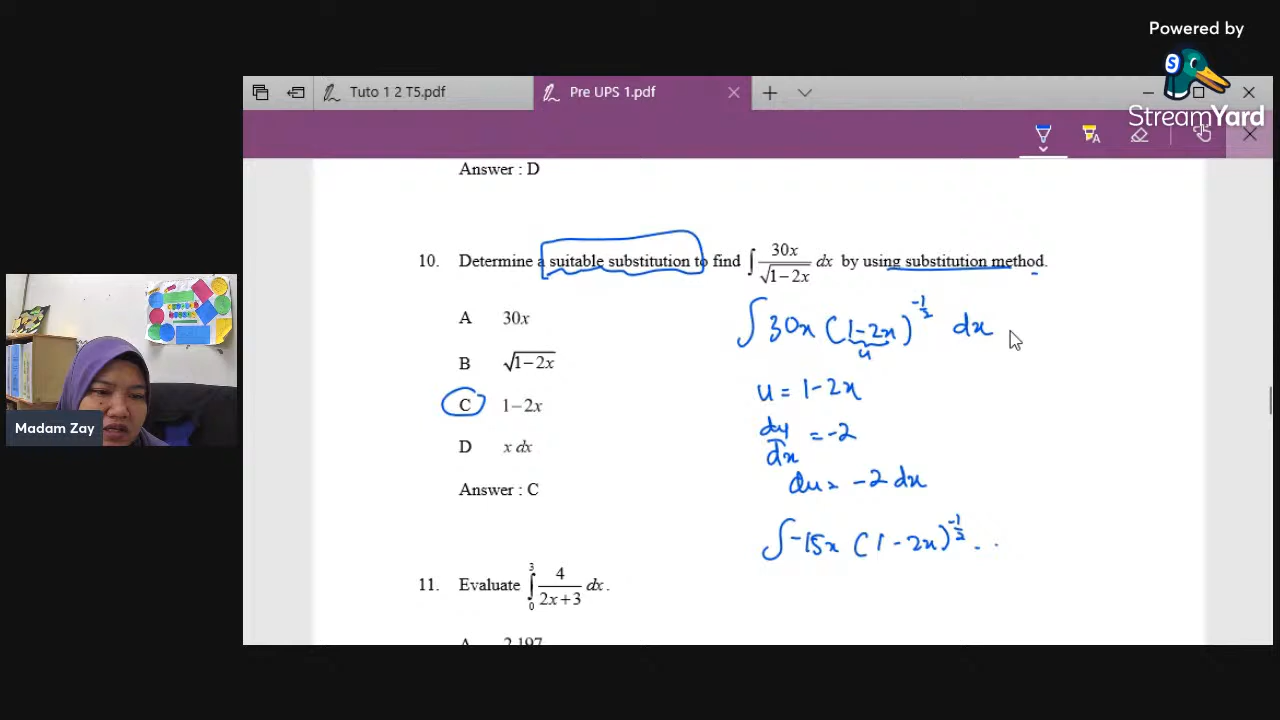 Powered by
StreamYard
Tuto 1 2 T5.pdf
Pre UPS 1.pdf
Answer : D
10. Determine a suitable substitution to find ∫ 30x/√(1−2x) dx by using substitution method.
∫ 30x (1-2x)^(-1/2) dx
u
A 30x
B √(1−2x)
u = 1-2x
C 1−2x
du/dx = -2
D x dx
du = -2 dx
Answer : C
∫ -15x (1-2x)^(-1/2) . .
11. Evaluate ∫₀³ 4/(2x+3) dx.
A 2.197
Madam Zay